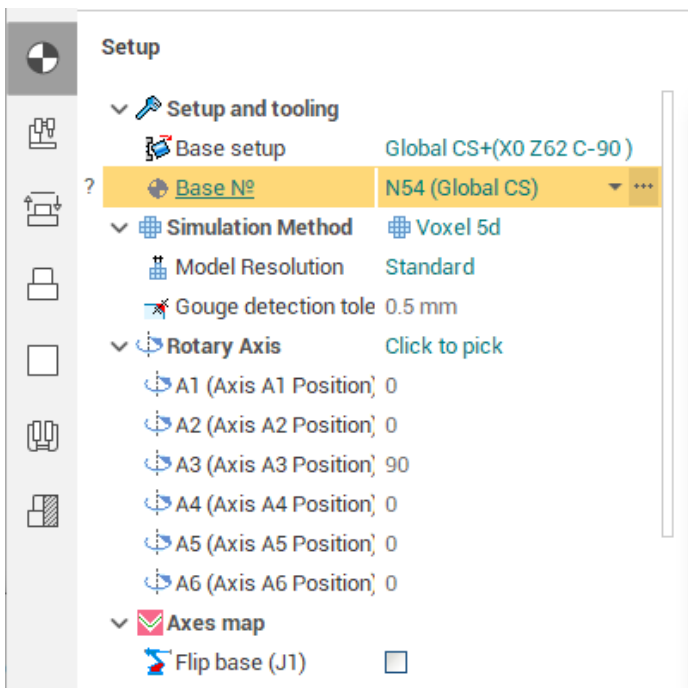 Setup
Setup and tooling
Base setup Global CS+(X0 Z62 C-90 )
? Base Nº N54 (Global CS) ...
Simulation Method Voxel 5d
Model Resolution Standard
Gouge detection tole 0.5 mm
Rotary Axis Click to pick
A1 (Axis A1 Position) 0
A2 (Axis A2 Position) 0
A3 (Axis A3 Position) 90
A4 (Axis A4 Position) 0
A5 (Axis A5 Position) 0
A6 (Axis A6 Position) 0
Axes map
Flip base (J1)